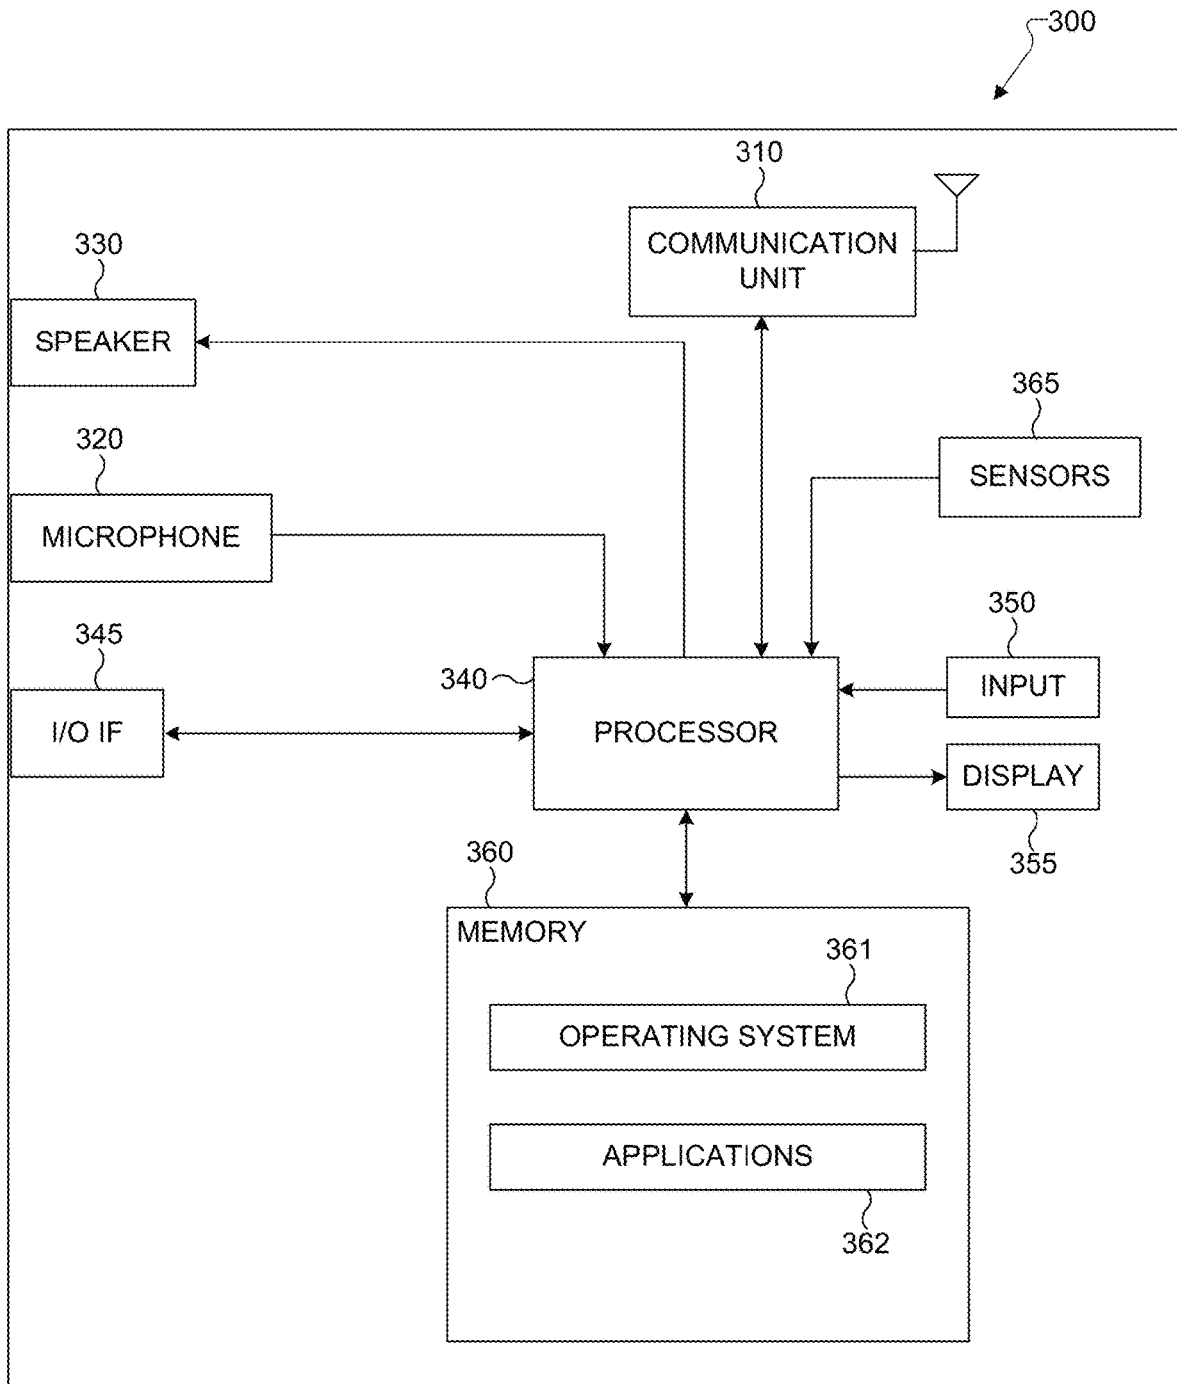 300
310
COMMUNICATION
UNIT
330
SPEAKER
365
SENSORS
320
MICROPHONE
350
INPUT
345
I/O IF
340
PROCESSOR
DISPLAY
355
360
MEMORY
361
OPERATING SYSTEM
APPLICATIONS
362